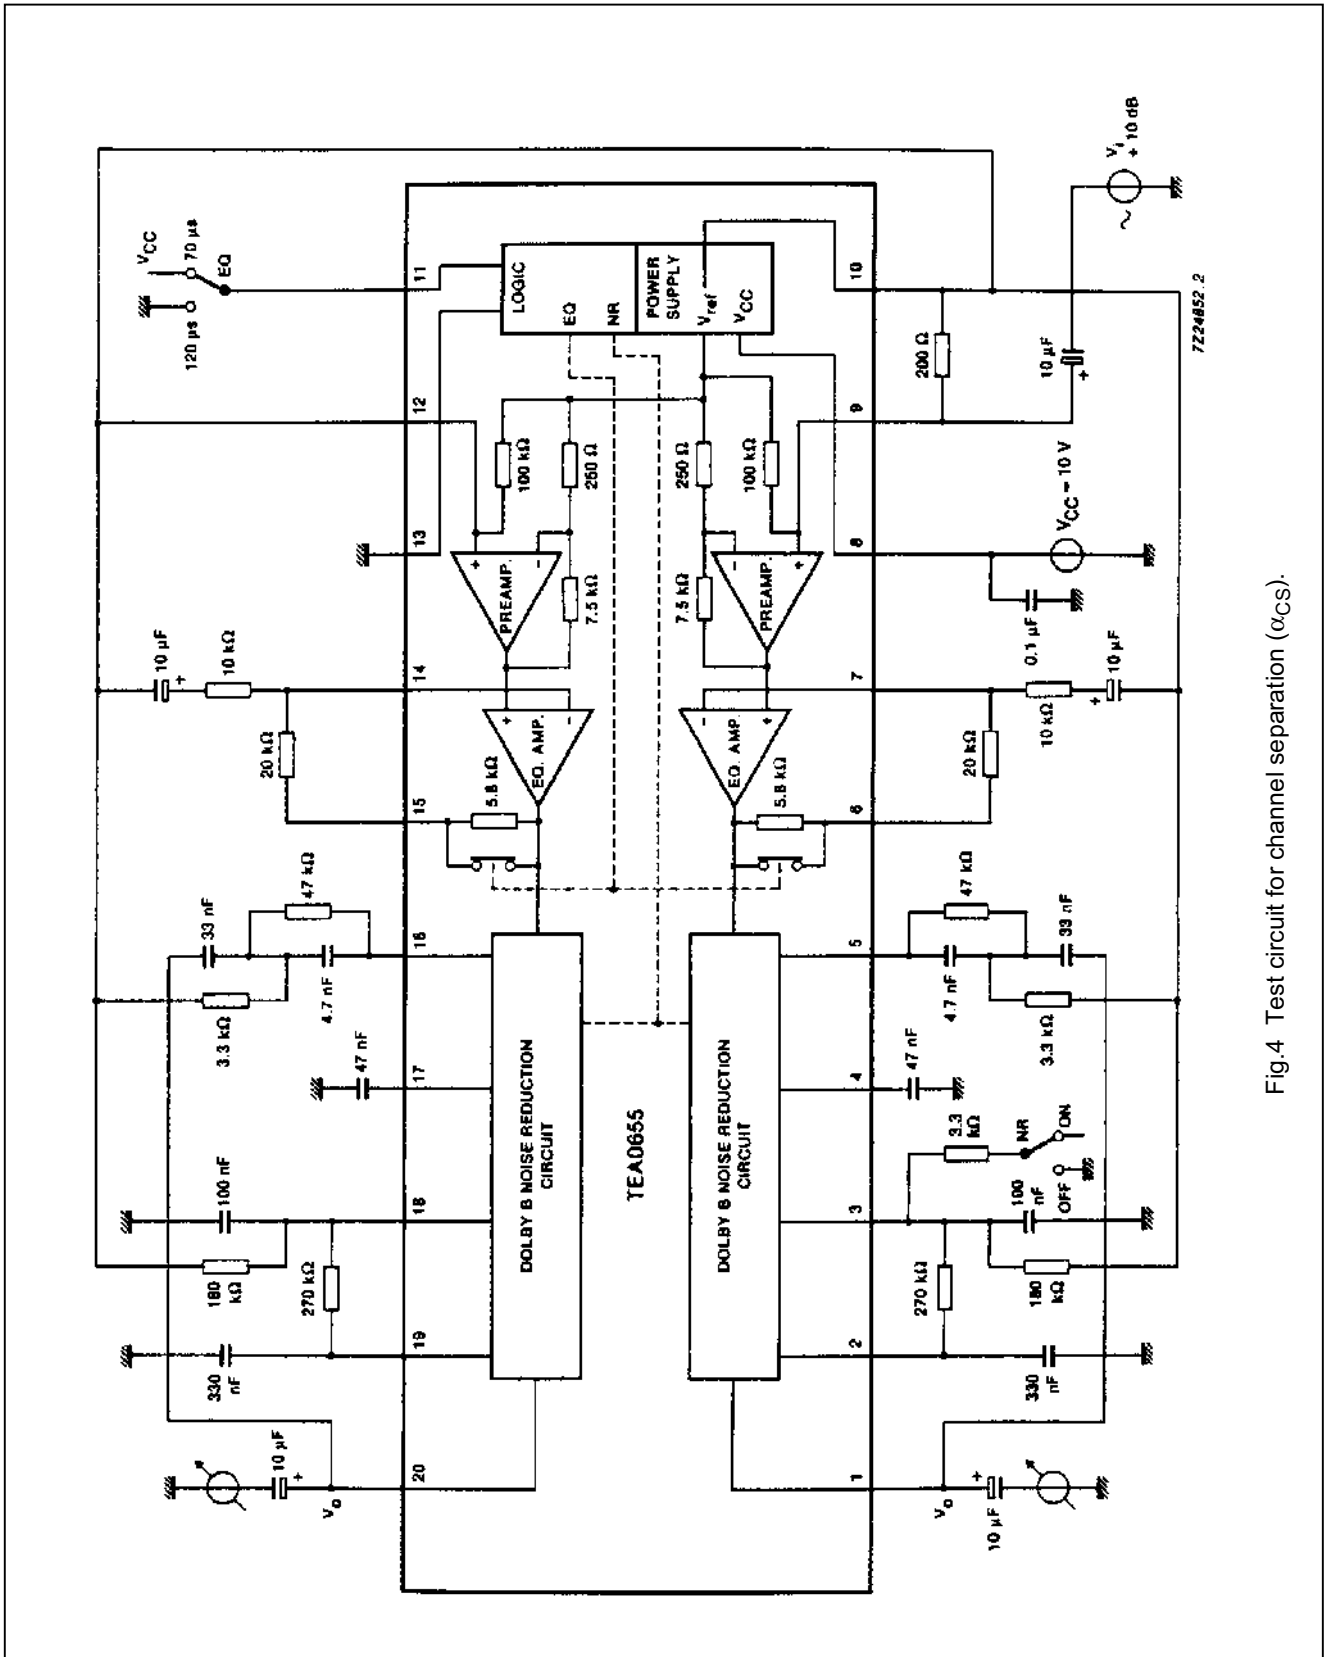 10 µF
+
V₀
330 nF
180 kΩ
100 nF
270 kΩ
47 nF
3.3 kΩ
33 nF
4.7 nF
47 kΩ
20 kΩ
10 µF
+
10 kΩ
120 µs
VCC
70 µs
EQ
20
19
18
17
16
15
14
13
12
11
DOLBY B NOISE REDUCTION CIRCUIT
5.8 kΩ
EQ. AMP.
+
−
PREAMP.
+
−
7.5 kΩ
100 kΩ
250 Ω
LOGIC
EQ
NR
POWER SUPPLY
Vref
VCC
TEA0655
DOLBY B NOISE REDUCTION CIRCUIT
5.8 kΩ
EQ. AMP.
−
+
7.5 kΩ
PREAMP.
−
+
250 Ω
100 kΩ
1
2
3
4
5
6
7
8
9
10
V₀
10 µF
+
270 kΩ
330 nF
180 kΩ
100 nF
3.3 kΩ
NR
OFF
ON
47 nF
4.7 nF
47 kΩ
3.3 kΩ
33 nF
20 kΩ
10 kΩ
+
10 µF
0.1 µF
VCC = 10 V
200 Ω
10 µF
+
Vi
+ 10 dB
~
7Z24652.2
Fig.4 Test circuit for channel separation (αCS).